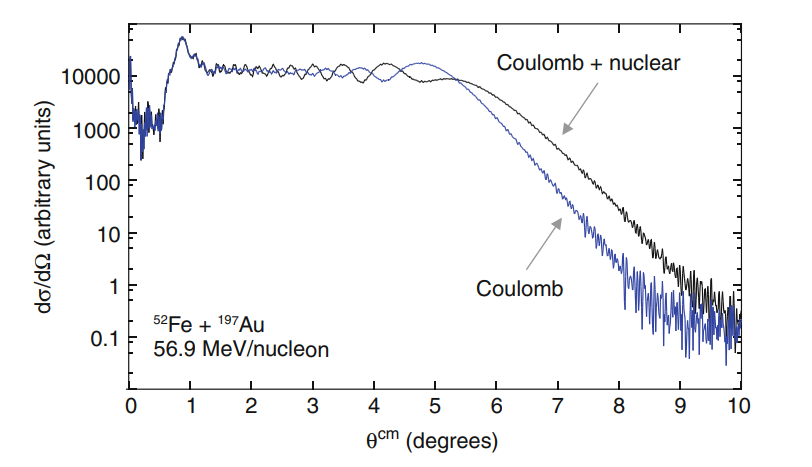 dσ/dΩ (arbitrary units)
10000
1000
100
10
1
0.1
Coulomb + nuclear
Coulomb
⁵²Fe + ¹⁹⁷Au
56.9 MeV/nucleon
0 1 2 3 4 5 6 7 8 9 10
θᶜᵐ (degrees)